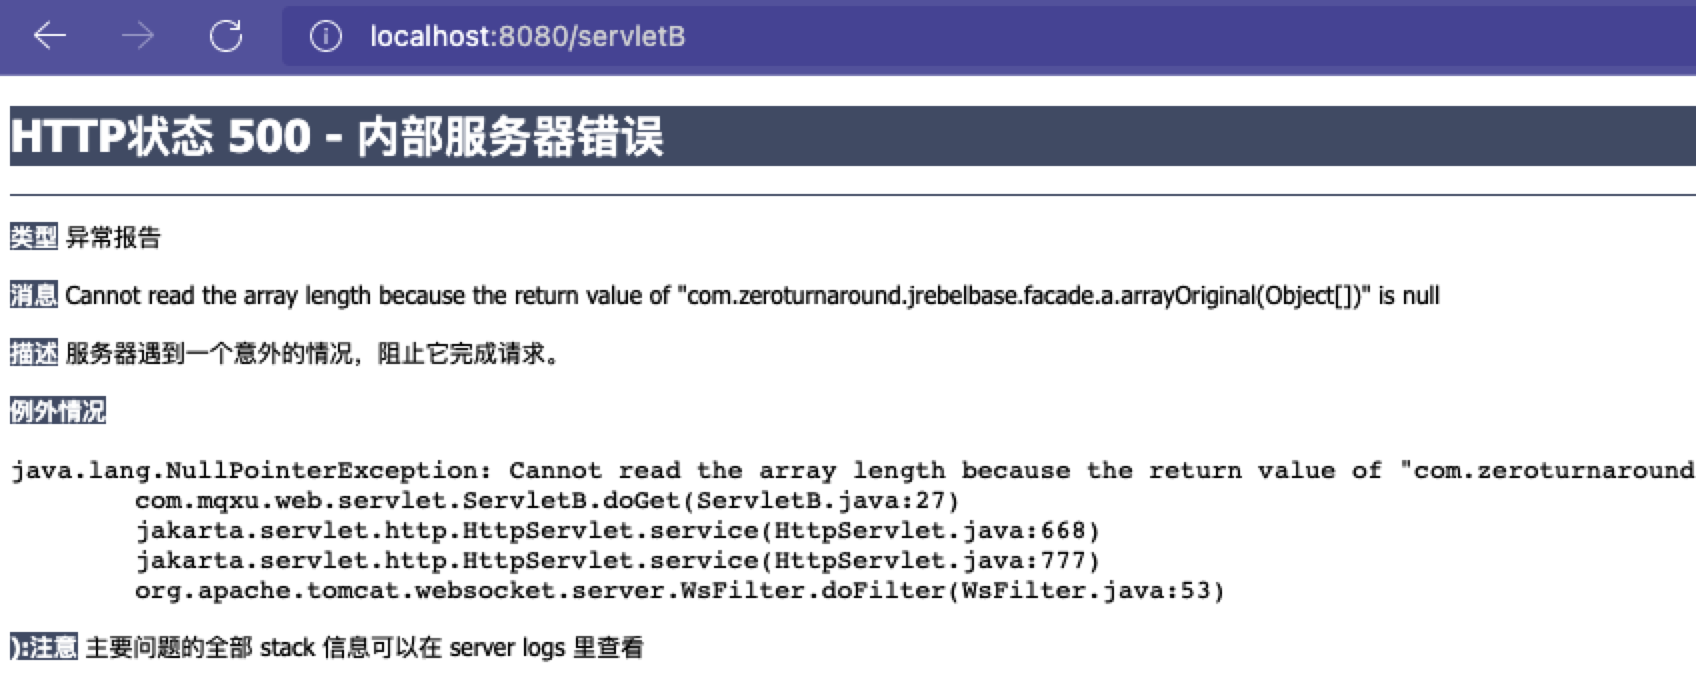 localhost:8080/servletB
HTTP状态 500 - 内部服务器错误
类型 异常报告
消息 Cannot read the array length because the return value of "com.zeroturnaround.jrebelbase.facade.a.arrayOriginal(Object[])" is null
描述 服务器遇到一个意外的情况，阻止它完成请求。
例外情况
java.lang.NullPointerException: Cannot read the array length because the return value of "com.zeroturnaround
com.mqxu.web.servlet.ServletB.doGet(ServletB.java:27)
jakarta.servlet.http.HttpServlet.service(HttpServlet.java:668)
jakarta.servlet.http.HttpServlet.service(HttpServlet.java:777)
org.apache.tomcat.websocket.server.WsFilter.doFilter(WsFilter.java:53)
):注意 主要问题的全部 stack 信息可以在 server logs 里查看